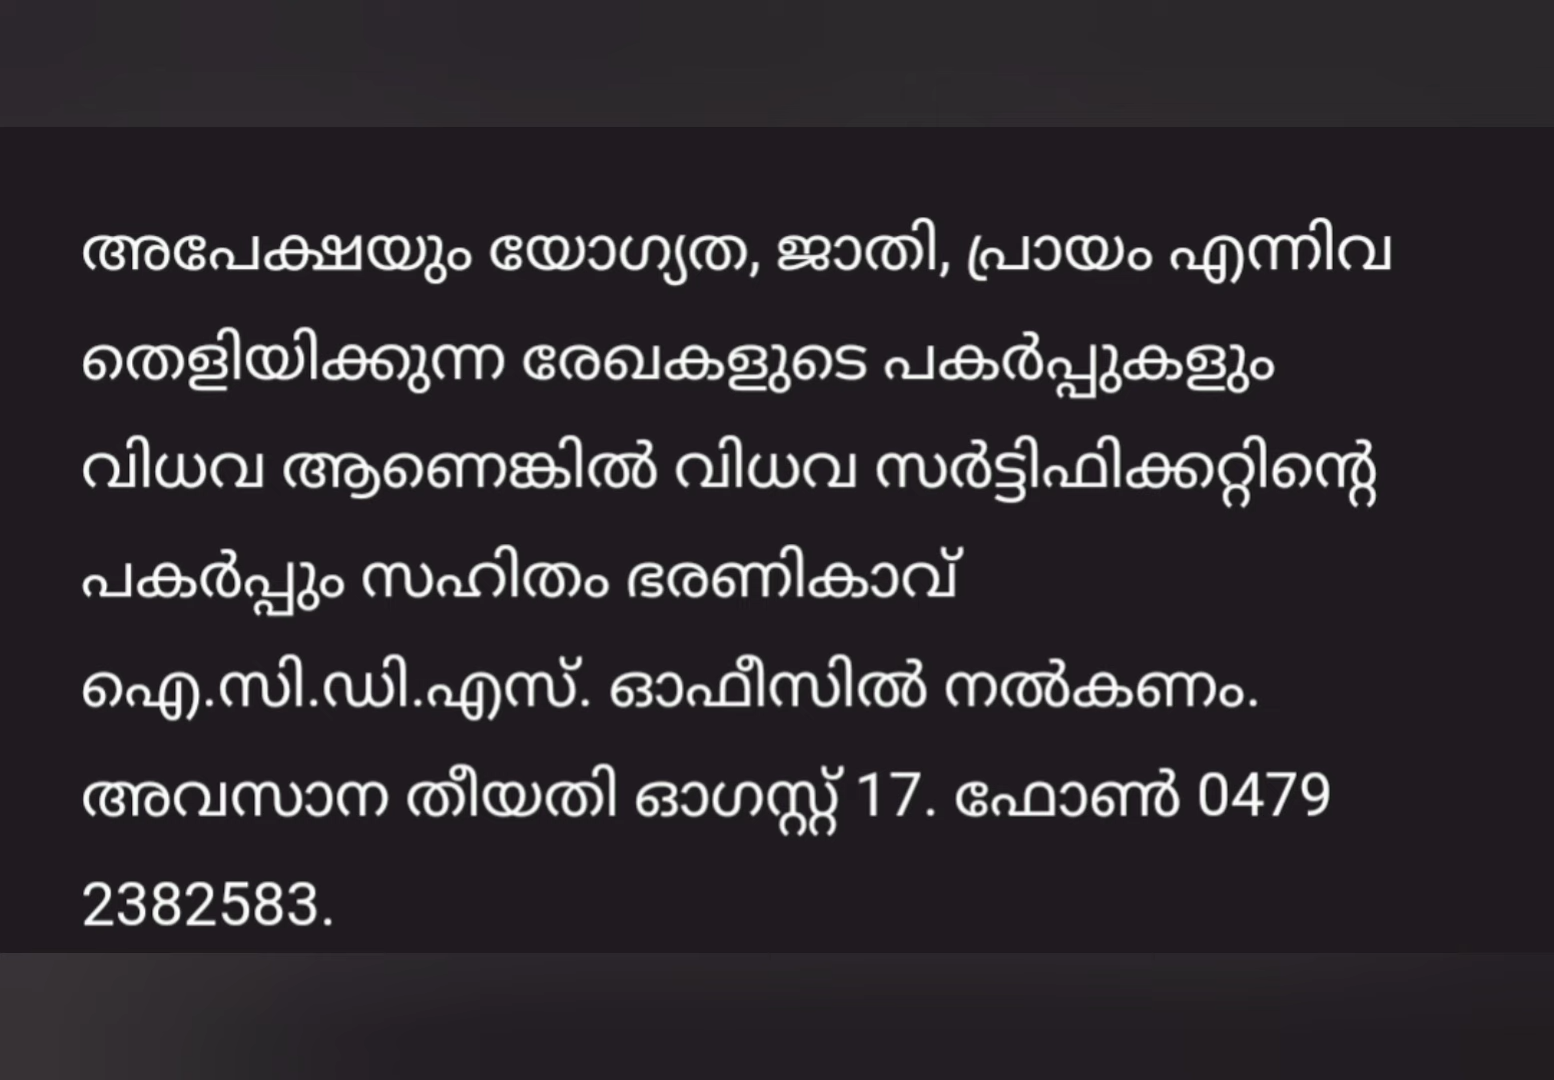 അപേക്ഷയും യോഗ്യത, ജാതി, പ്രായം എന്നിവ
തെളിയിക്കുന്ന രേഖകളുടെ പകർപ്പുകളും
വിധവ ആണെങ്കിൽ വിധവ സർട്ടിഫിക്കറ്റിന്റെ
പകർപ്പും സഹിതം ഭരണികാവ്
ഐ.സി.ഡി.എസ്. ഓഫീസിൽ നൽകണം.
അവസാന തീയതി ഓഗസ്റ്റ് 17. ഫോൺ 0479
2382583.